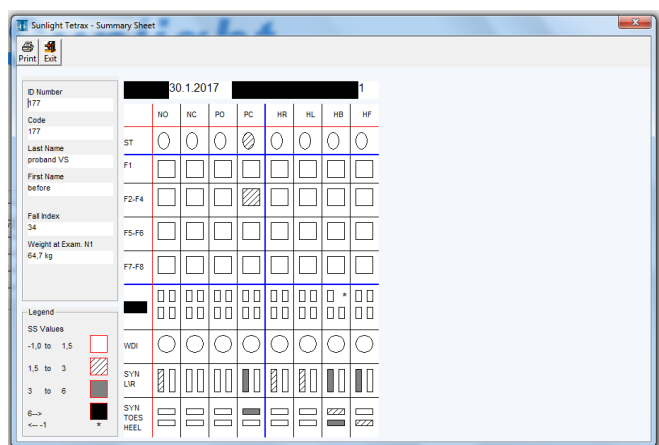 Sunlight Tetrax - Summary Sheet
Print Exit
ID Number
177
Code
177
Last Name
proband VS
First Name
before
Fall Index
34
Weight at Exam. N1
64,7 kg
Legend
SS Values
-1,0 to 1,5
1,5 to 3
3 to 6
6-->
<-- -1 *
30.1.2017 1
NO NC PO PC HR HL HB HF
ST
F1
F2-F4
F5-F6
F7-F8
*
WDI
SYN
L\R
SYN
TOES
HEEL